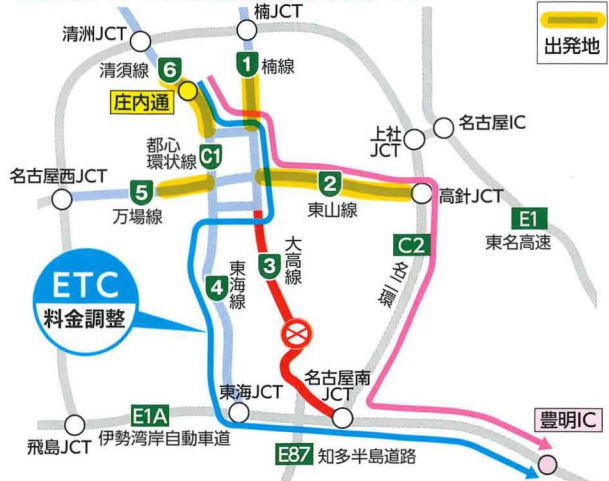 楠JCT
清洲JCT
清須線
6
1
楠線
出発地
庄内通
都心
環状線
C1
上社
JCT
名古屋IC
名古屋西JCT
5
万場線
2
東山線
高針JCT
E1
東名高速
C2
名二環
3
大高線
4
東海線
ETC
料金調整
名古屋南
JCT
東海JCT
豊明IC
E1A
飛島JCT
伊勢湾岸自動車道
E87
知多半島道路